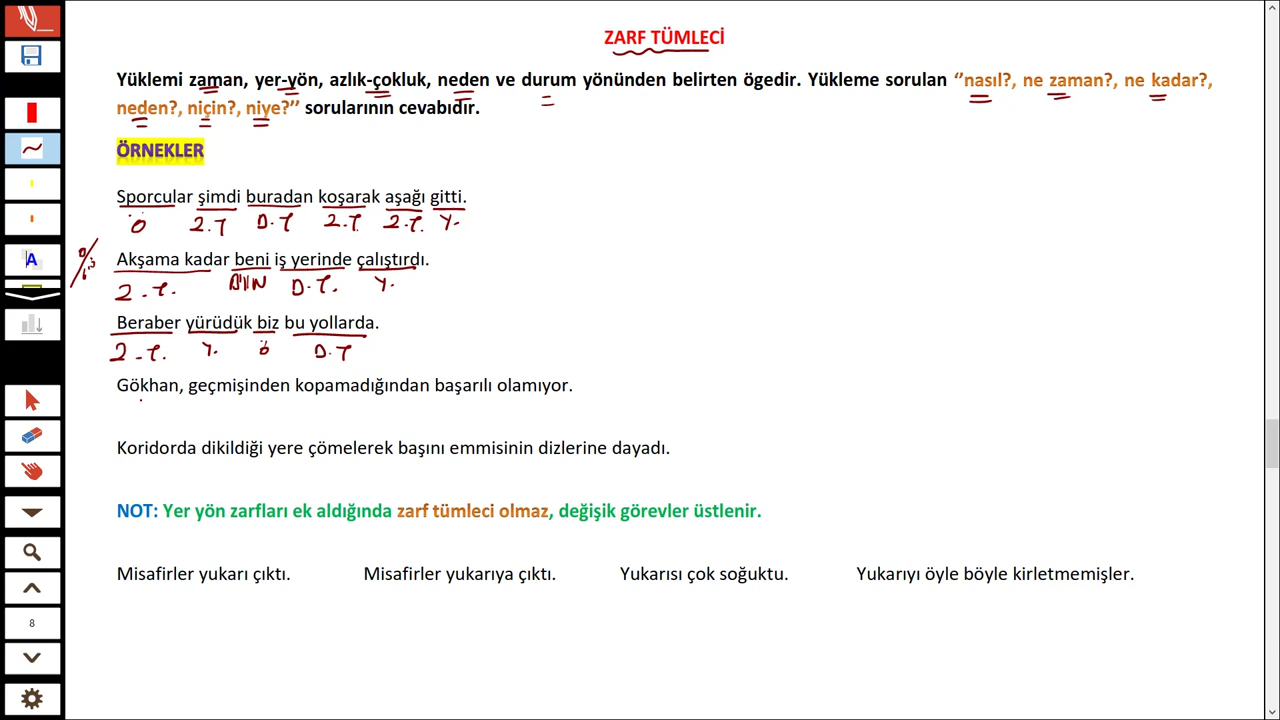 ZARF TÜMLECİ
Yüklemi zaman, yer-yön, azlık-çokluk, neden ve durum yönünden belirten ögedir. Yükleme sorulan ‘’nasıl?, ne zaman?, ne kadar?,
neden?, niçin?, niye?’’ sorularının cevabıdır.
ÖRNEKLER
Sporcular şimdi buradan koşarak aşağı gitti.
Ö Z.T D.T Z.T. Z.T. Y.
Akşama kadar beni iş yerinde çalıştırdı.
Z.T. D.T. Y.
Beraber yürüdük biz bu yollarda.
Z.T. Y. Ö D.T
Gökhan, geçmişinden kopamadığından başarılı olamıyor.
Koridorda dikildiği yere çömelerek başını emmisinin dizlerine dayadı.
NOT: Yer yön zarfları ek aldığında zarf tümleci olmaz, değişik görevler üstlenir.
Misafirler yukarı çıktı. Misafirler yukarıya çıktı. Yukarısı çok soğuktu. Yukarıyı öyle böyle kirletmemişler.
A
8